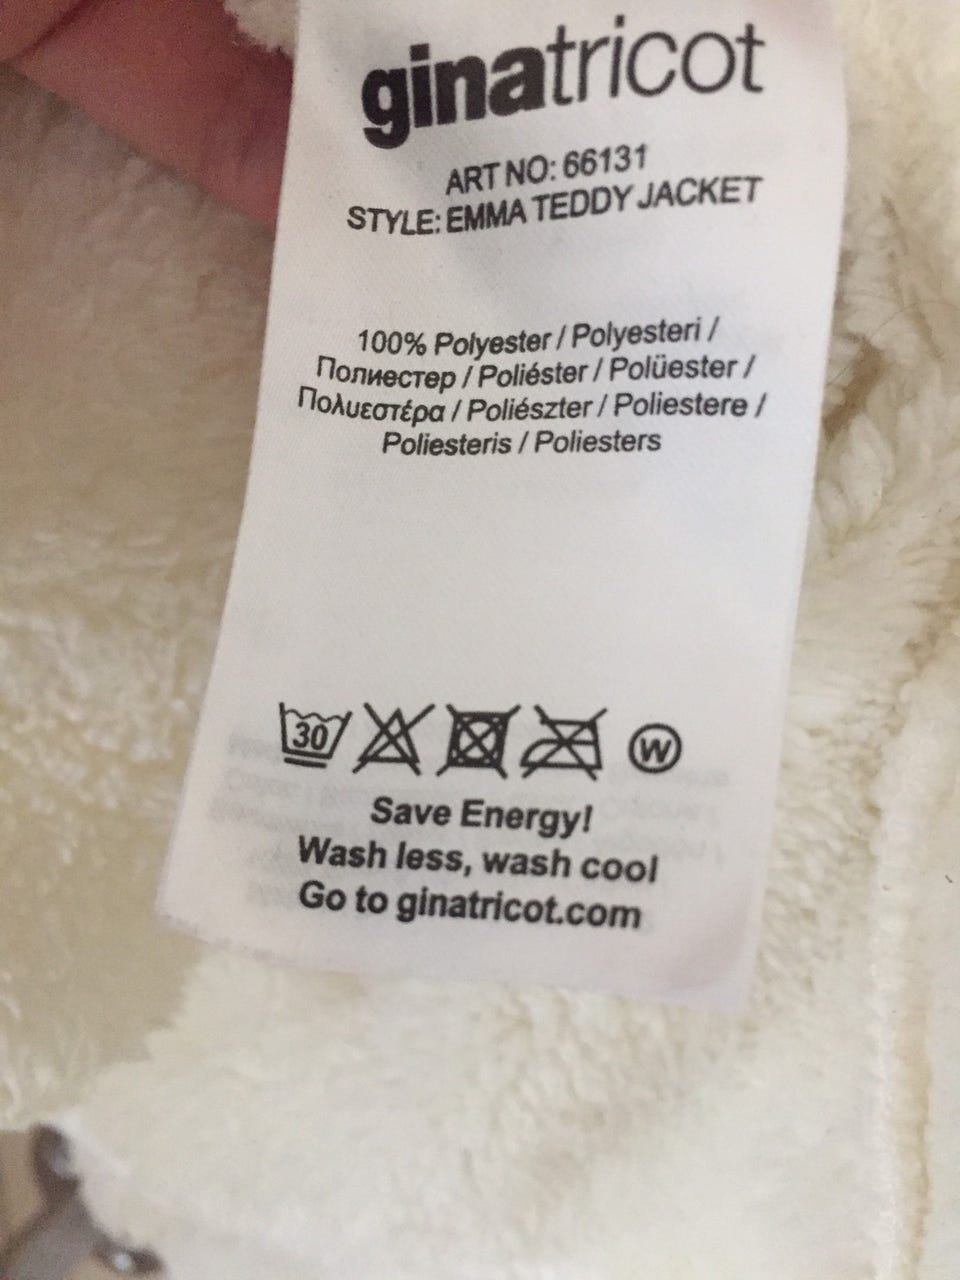 ginatricot
ART NO: 66131
STYLE: EMMA TEDDY JACKET
100% Polyester / Polyesteri /
Полиестер / Poliéster / Polüester /
Πολυεστέρα / Poliészter / Poliestere /
Poliesteris / Poliesters
30 W
Save Energy!
Wash less, wash cool
Go to ginatricot.com